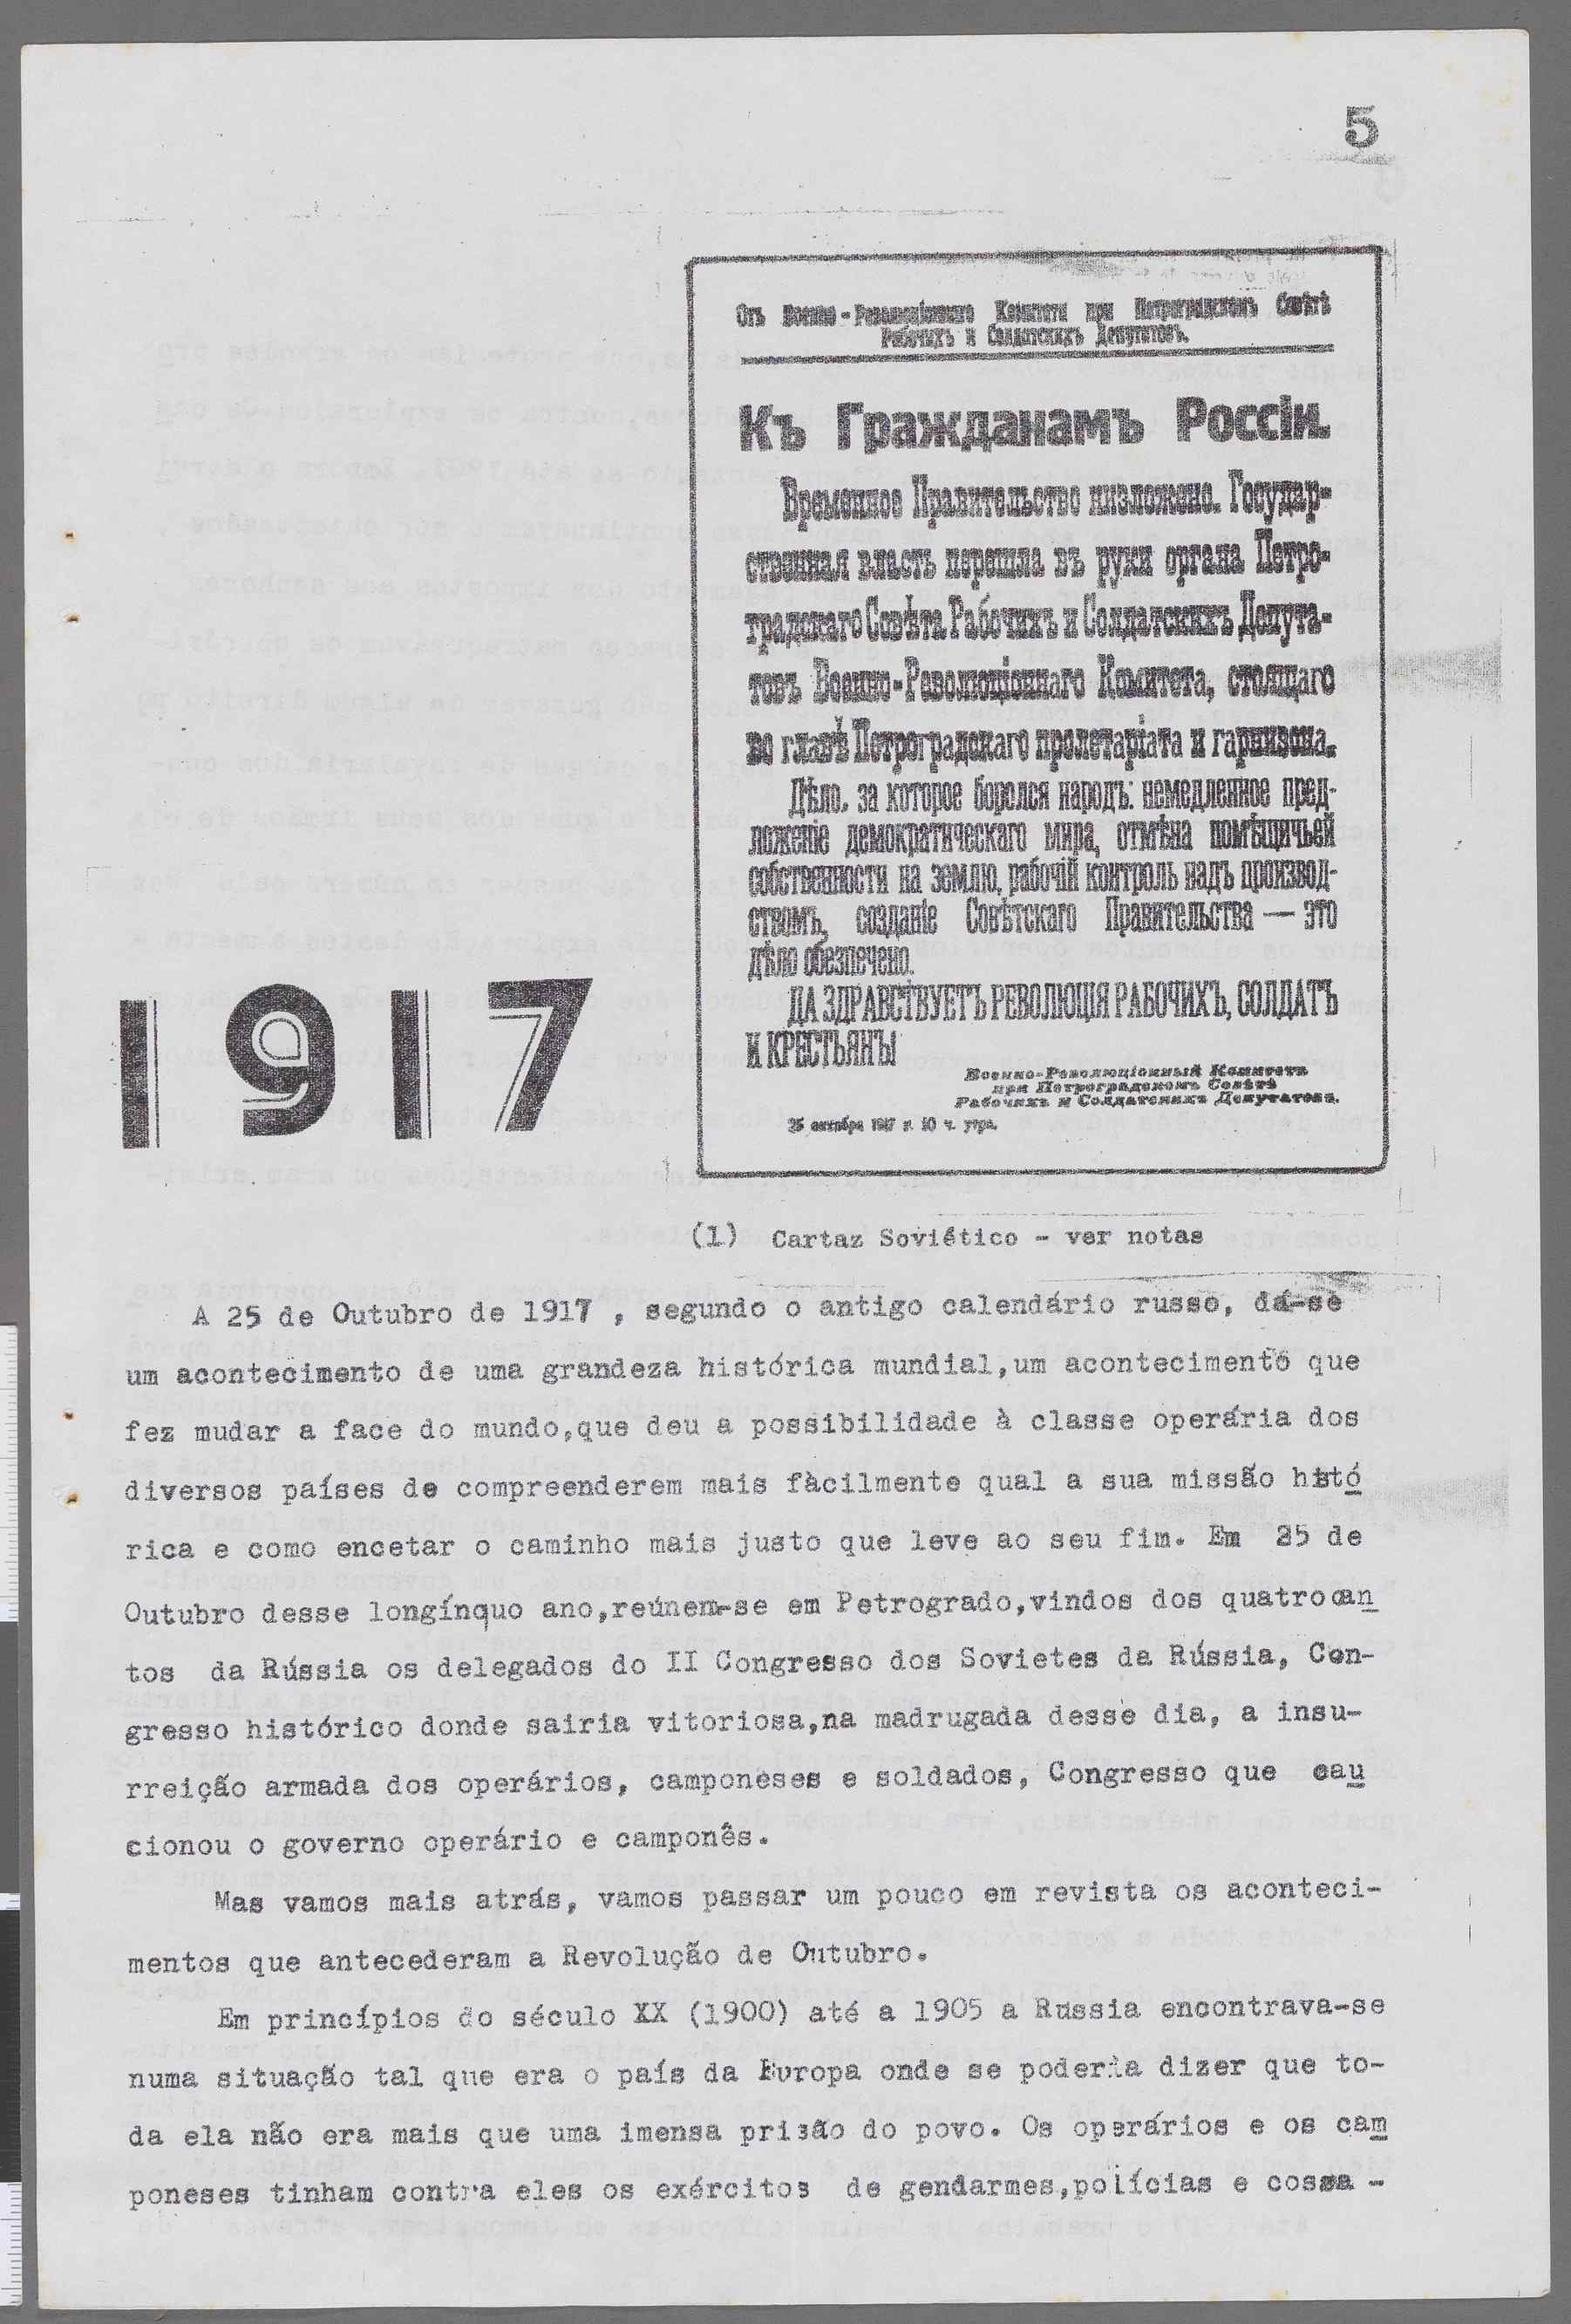 5
Отъ Военно-Революціоннаго Комитета при Петроградскомъ Совѣтѣ
Рабочихъ и Солдатскихъ Депутатовъ.
Къ Гражданамъ Россіи.
Временное Правительство низложено. Государ-
ственная власть перешла въ руки органа Петро-
градскаго Совѣта Рабочихъ и Солдатскихъ Депута-
товъ Военно-Революціоннаго Комитета, стоящаго
во главѣ Петроградскаго пролетаріата и гарнизона.
Дѣло, за которое боролся народъ: немедленное пред-
ложеніе демократическаго мира, отмѣна помѣщичьей
собственности на землю, рабочій контроль надъ производ-
ствомъ, созданіе Совѣтскаго Правительства — это
дѣло обезпечено.
ДА ЗДРАВСТВУЕТЪ РЕВОЛЮЦІЯ РАБОЧИХЪ, СОЛДАТЪ
И КРЕСТЬЯНЪ!
Военно-Революціонный Комитетъ
при Петроградскомъ Совѣтѣ
Рабочихъ и Солдатскихъ Депутатовъ.
25 октября 1917 г. 10 ч. утра.
1917
(1) Cartaz Soviético - ver notas
A 25 de Outubro de 1917 , segundo o antigo calendário russo, dá-se
um acontecimento de uma grandeza histórica mundial,um acontecimento que
fez mudar a face do mundo,que deu a possibilidade à classe operária dos
diversos países de compreenderem mais fàcilmente qual a sua missão histó
rica e como encetar o caminho mais justo que leve ao seu fim. Em 25 de
Outubro desse longínquo ano,reúnem-se em Petrogrado,vindos dos quatro can
tos da Rússia os delegados do II Congresso dos Sovietes da Rússia, Con-
gresso histórico donde sairia vitoriosa,na madrugada desse dia, a insu-
rreição armada dos operários, camponeses e soldados, Congresso que cau
cionou o governo operário e camponês.
Mas vamos mais atrás, vamos passar um pouco em revista os aconteci-
mentos que antecederam a Revolução de Outubro.
Em princípios do século XX (1900) até a 1905 a Russia encontrava-se
numa situação tal que era o país da Europa onde se poderia dizer que to-
da ela não era mais que uma imensa prisão do povo. Os operários e os cam
poneses tinham contra eles os exércitos de gendarmes,polícias e cossa -